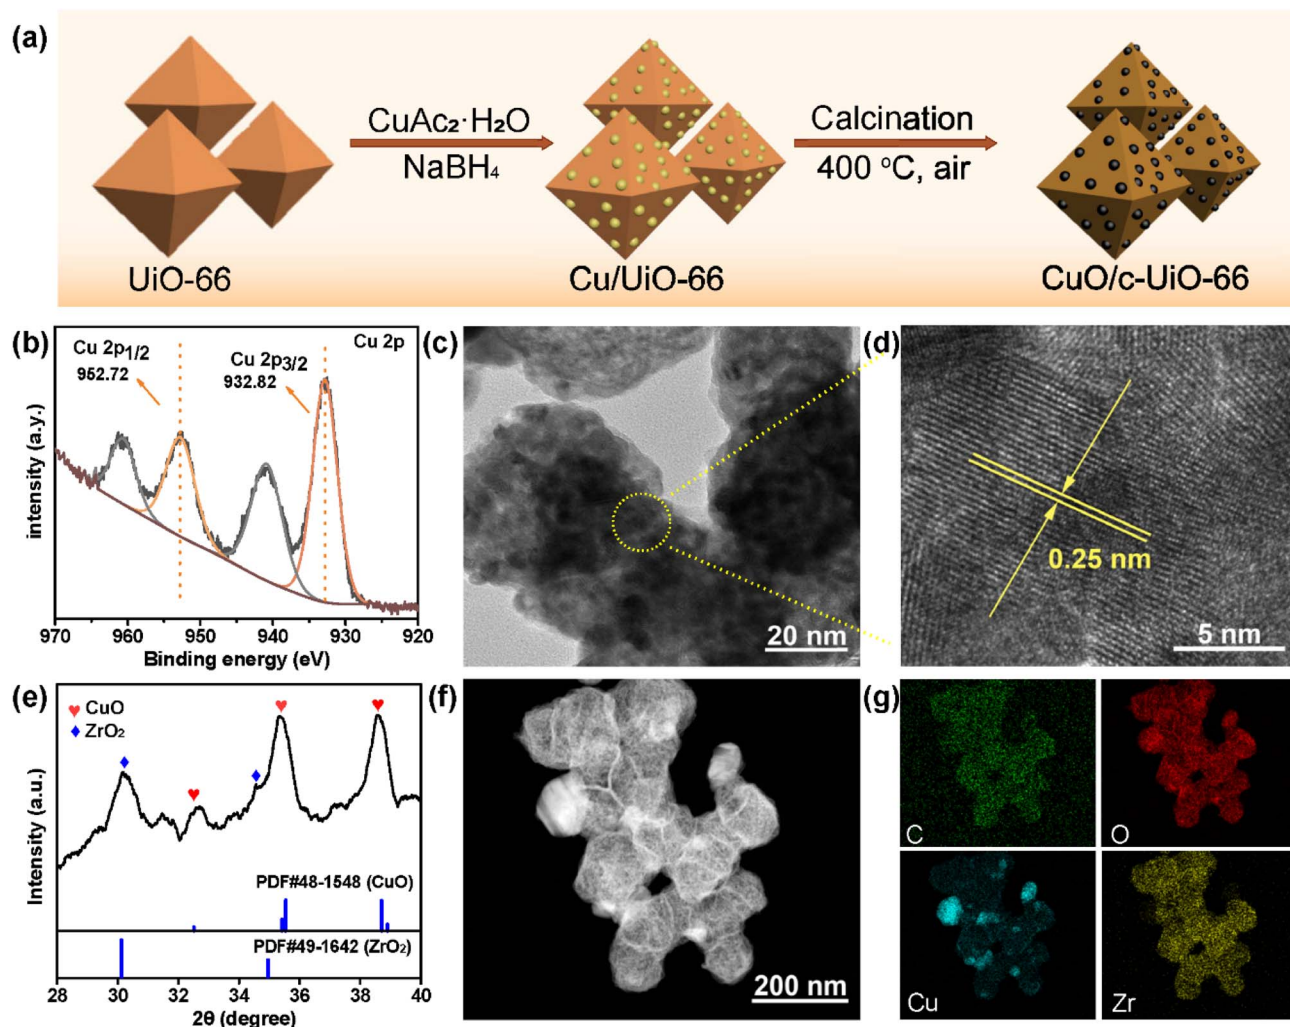 (a)
CuAc₂·H₂O
NaBH₄
Calcination
400 °C, air
UiO-66
Cu/UiO-66
CuO/c-UiO-66
(b)
Cu 2p
Cu 2p1/2
952.72
Cu 2p3/2
932.82
intensity (a.y.)
970 960 950 940 930 920
Binding energy (eV)
(c)
20 nm
(d)
0.25 nm
5 nm
(e)
CuO
ZrO₂
Intensity (a.u.)
PDF#48-1548 (CuO)
PDF#49-1642 (ZrO₂)
28 30 32 34 36 38 40
2θ (degree)
(f)
200 nm
(g)
C
O
Cu
Zr